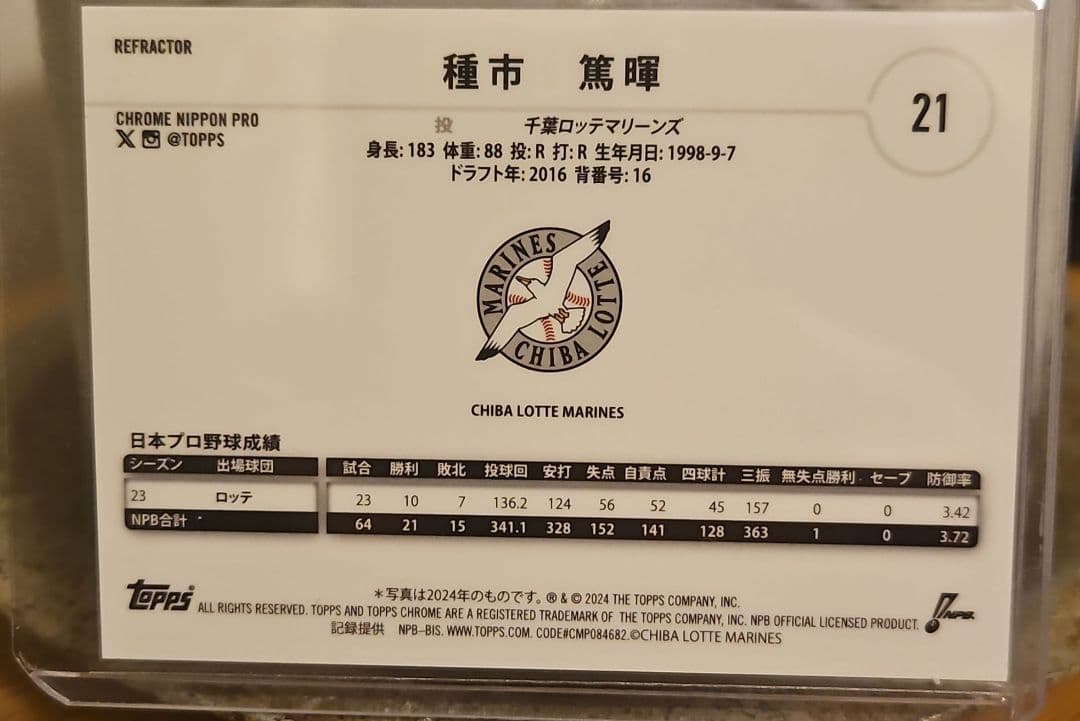 REFRACTOR
種市 篤暉
21
CHROME NIPPON PRO
@TOPPS
投 千葉ロッテマリーンズ
身長: 183 体重: 88 投: R 打: R 生年月日: 1998-9-7
ドラフト年: 2016 背番号: 16
MARINES
CHIBA LOTTE
CHIBA LOTTE MARINES
日本プロ野球成績
シーズン 出場球団 試合 勝利 敗北 投球回 安打 失点 自責点 四球計 三振 無失点勝利 セーブ 防御率
23 ロッテ 23 10 7 136.2 124 56 52 45 157 0 0 3.42
NPB合計 64 21 15 341.1 328 152 141 128 363 1 0 3.72
TOPPS
*写真は2024年のものです。® & © 2024 THE TOPPS COMPANY, INC.
ALL RIGHTS RESERVED. TOPPS AND TOPPS CHROME ARE A REGISTERED TRADEMARK OF THE TOPPS COMPANY, INC. NPB OFFICIAL LICENSED PRODUCT.
記録提供 NPB-BIS. WWW.TOPPS.COM. CODE#CMP084682.©CHIBA LOTTE MARINES
NPB